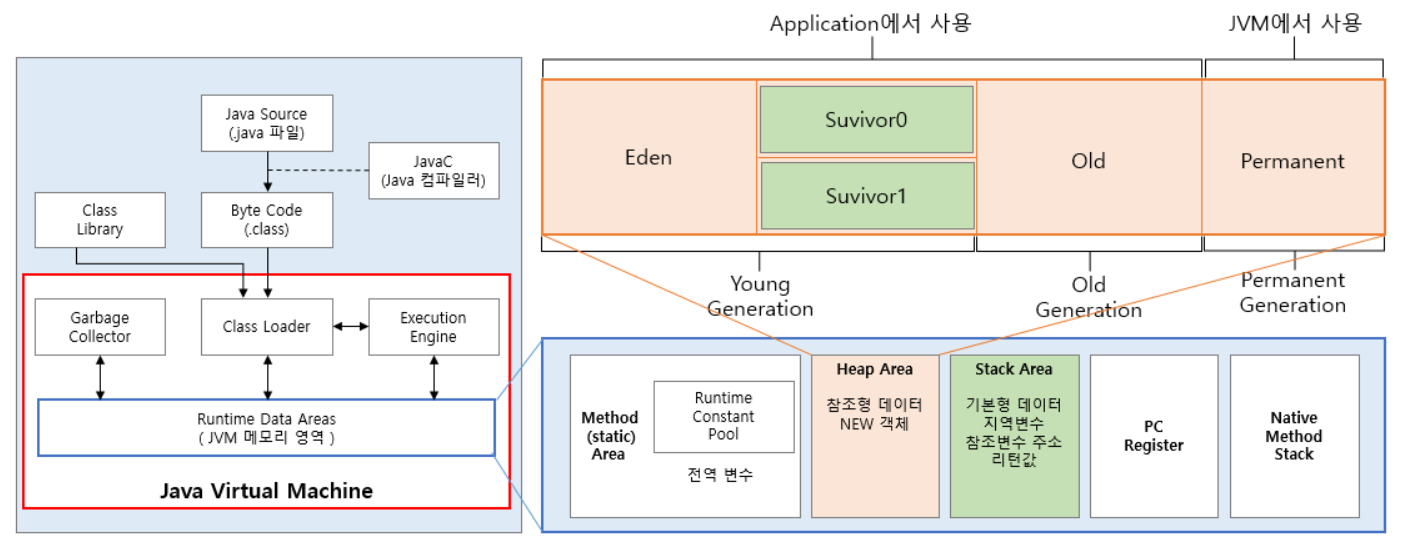 Java Source
(.java 파일)
JavaC
(Java 컴파일러)
Class
Library
Byte Code
(.class)
Garbage
Collector
Class Loader
Execution
Engine
Runtime Data Areas
( JVM 메모리 영역 )
Java Virtual Machine
Application에서 사용
JVM에서 사용
Eden
Suvivor0
Suvivor1
Old
Permanent
Young
Generation
Old
Generation
Permanent
Generation
Method
(static)
Area
Runtime
Constant
Pool
전역 변수
Heap Area
참조형 데이터
NEW 객체
Stack Area
기본형 데이터
지역변수
참조변수 주소
리턴값
PC
Register
Native
Method
Stack